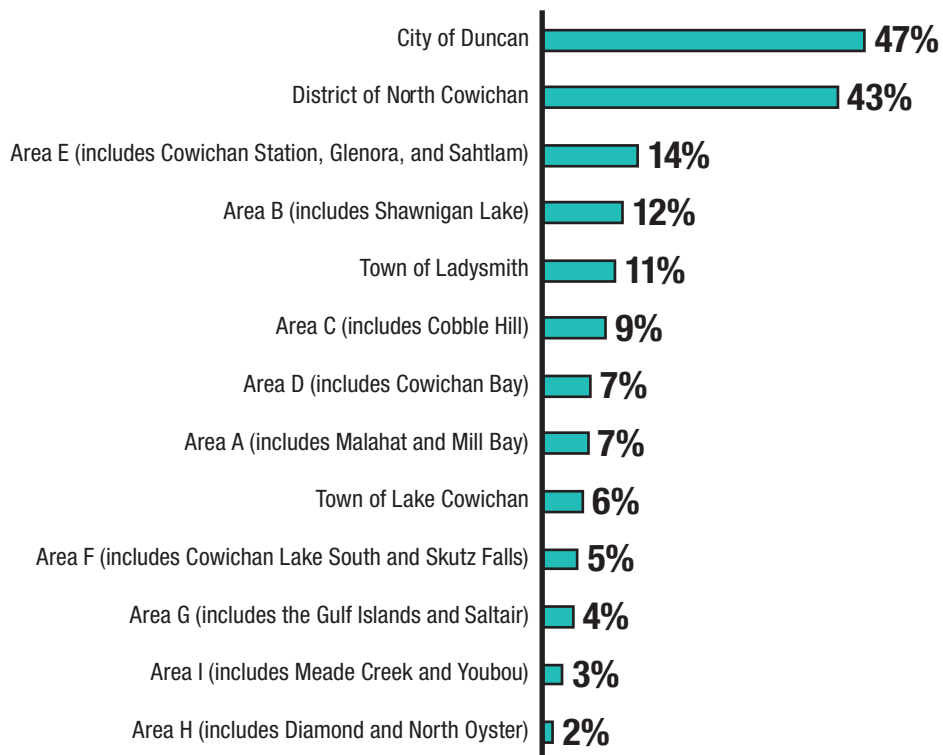 City of Duncan 47%
District of North Cowichan 43%
Area E (includes Cowichan Station, Glenora, and Sahtlam) 14%
Area B (includes Shawnigan Lake) 12%
Town of Ladysmith 11%
Area C (includes Cobble Hill) 9%
Area D (includes Cowichan Bay) 7%
Area A (includes Malahat and Mill Bay) 7%
Town of Lake Cowichan 6%
Area F (includes Cowichan Lake South and Skutz Falls) 5%
Area G (includes the Gulf Islands and Saltair) 4%
Area I (includes Meade Creek and Youbou) 3%
Area H (includes Diamond and North Oyster) 2%